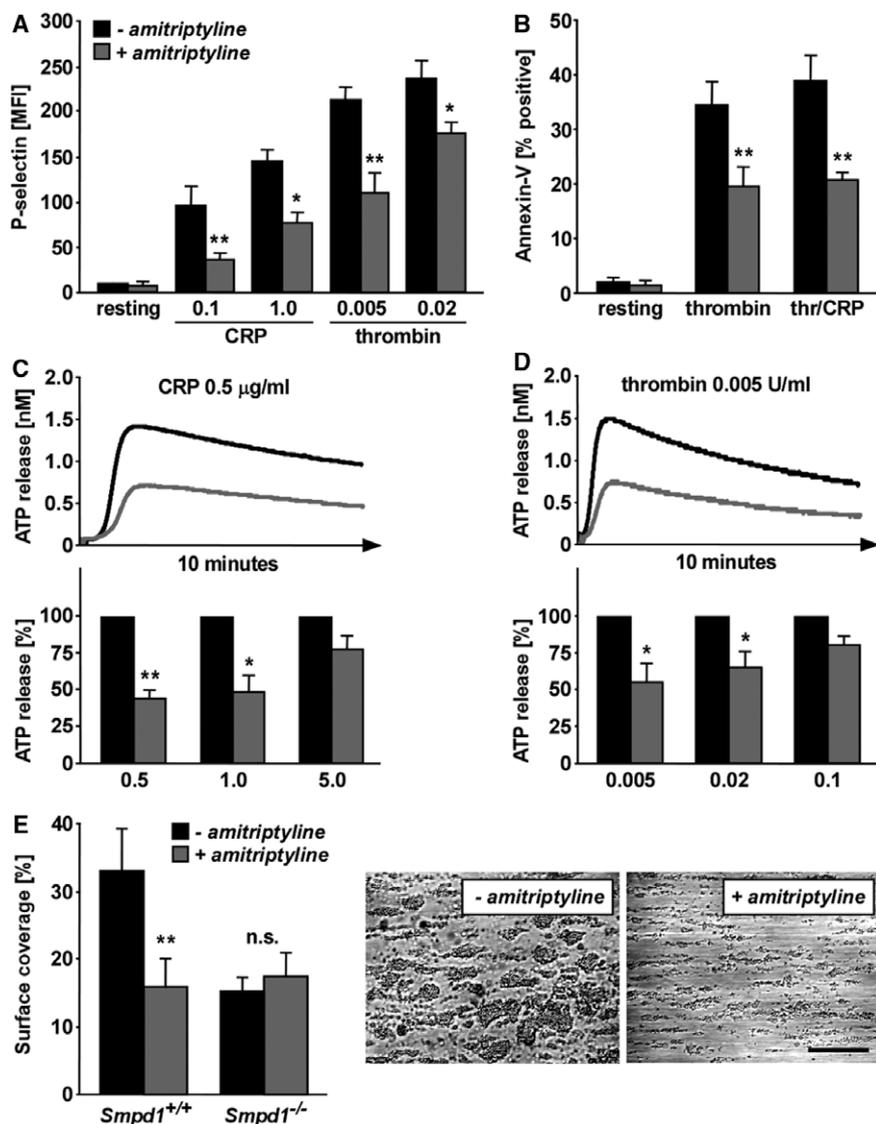 A
P-selectin [MFI]
300
250
200
150
100
50
00
- amitriptyline
+ amitriptyline
**
*
**
*
resting
0.1
1.0
0.005
0.02
CRP
thrombin
B
Annexin-V [% positive]
50
40
30
20
10
0
**
**
resting
thrombin
thr/CRP
C
ATP release [nM]
2.0
1.5
1.0
0.5
0
CRP 0.5 µg/ml
10 minutes
ATP release [%]
100
75
50
25
0
**
*
0.5
1.0
5.0
D
ATP release [nM]
2.0
1.5
1.0
0.5
0
thrombin 0.005 U/ml
10 minutes
ATP release [%]
100
75
50
25
0
*
*
0.005
0.02
0.1
E
Surface coverage [%]
40
30
20
10
0
- amitriptyline
+ amitriptyline
**
n.s.
Smpd1+/+
Smpd1-/-
- amitriptyline
+ amitriptyline